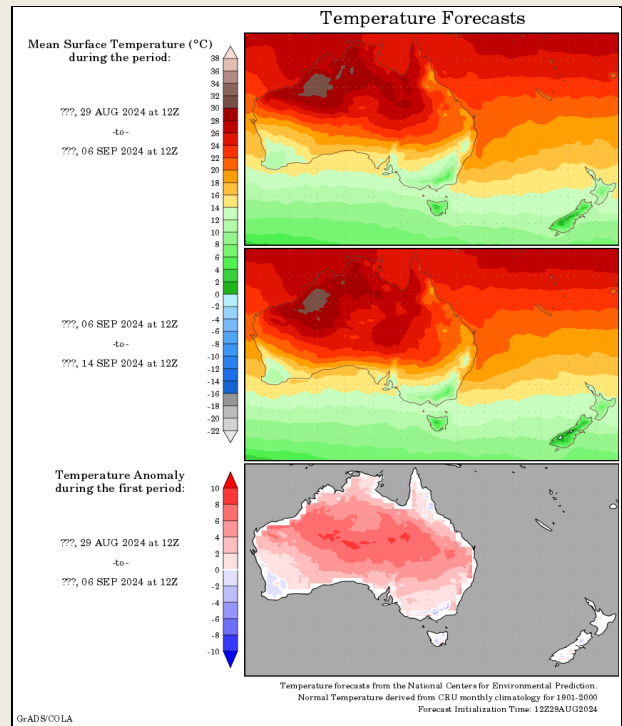 Temperature Forecasts
Mean Surface Temperature (°C)
during the period:
???, 29 AUG 2024 at 12Z
-to-
???, 06 SEP 2024 at 12Z
38
36
34
32
30
28
26
24
22
20
18
16
14
12
10
8
6
4
2
0
-2
-4
-6
-8
-10
-12
-14
-16
-17
-20
-22
???, 06 SEP 2024 at 12Z
-to-
???, 14 SEP 2024 at 12Z
Temperature Anomaly
during the first period:
???, 29 AUG 2024 at 12Z
-to-
???, 06 SEP 2024 at 12Z
10
8
6
4
2
0
-2
-4
-6
-8
-10
Temperature forecasts from the National Centers for Environmental Prediction.
Normal Temperature derived from CRU monthly climatology for 1901-2000
Forecast Initialization Time: 12Z29AUG2024
GrADS/COLA